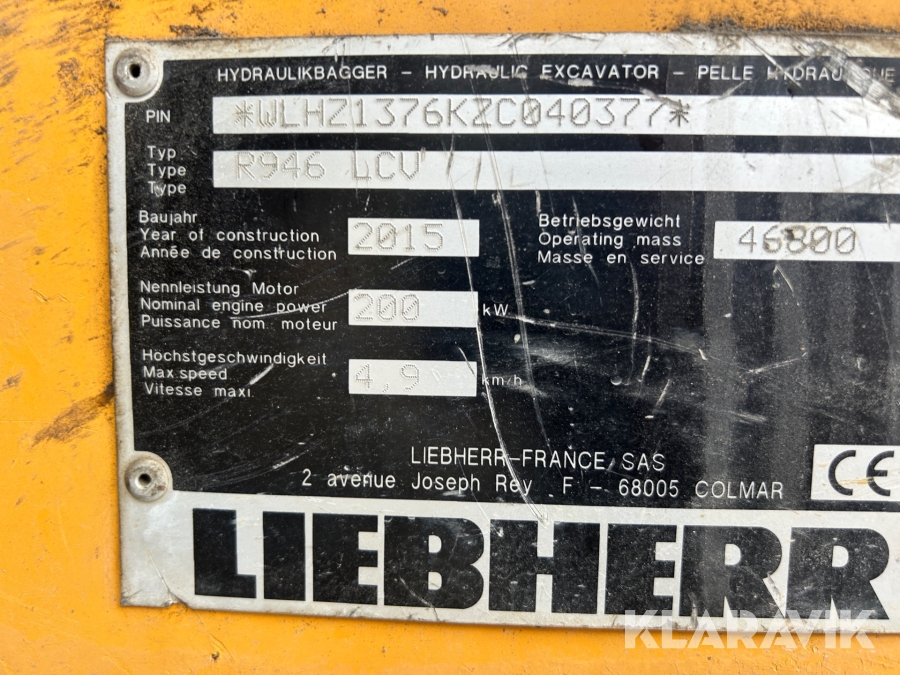 HYDRAULIKBAGGER – HYDRAULIC EXCAVATOR – PELLE HYDRAULIQUE
PIN *WLHZ1376KZC040377*
Typ
Type R946 LCV
Type
Baujahr
Year of construction 2015
Année de construction
Betriebsgewicht
Operating mass 46800
Masse en service
Nennleistung Motor
Nominal engine power 200 kW
Puissance nom. moteur
Höchstgeschwindigkeit
Max.speed 4,9 km/h
Vitesse maxi.
LIEBHERR-FRANCE SAS
2 avenue Joseph Rey F – 68005 COLMAR
CE
LIEBHERR
KLARAVIK